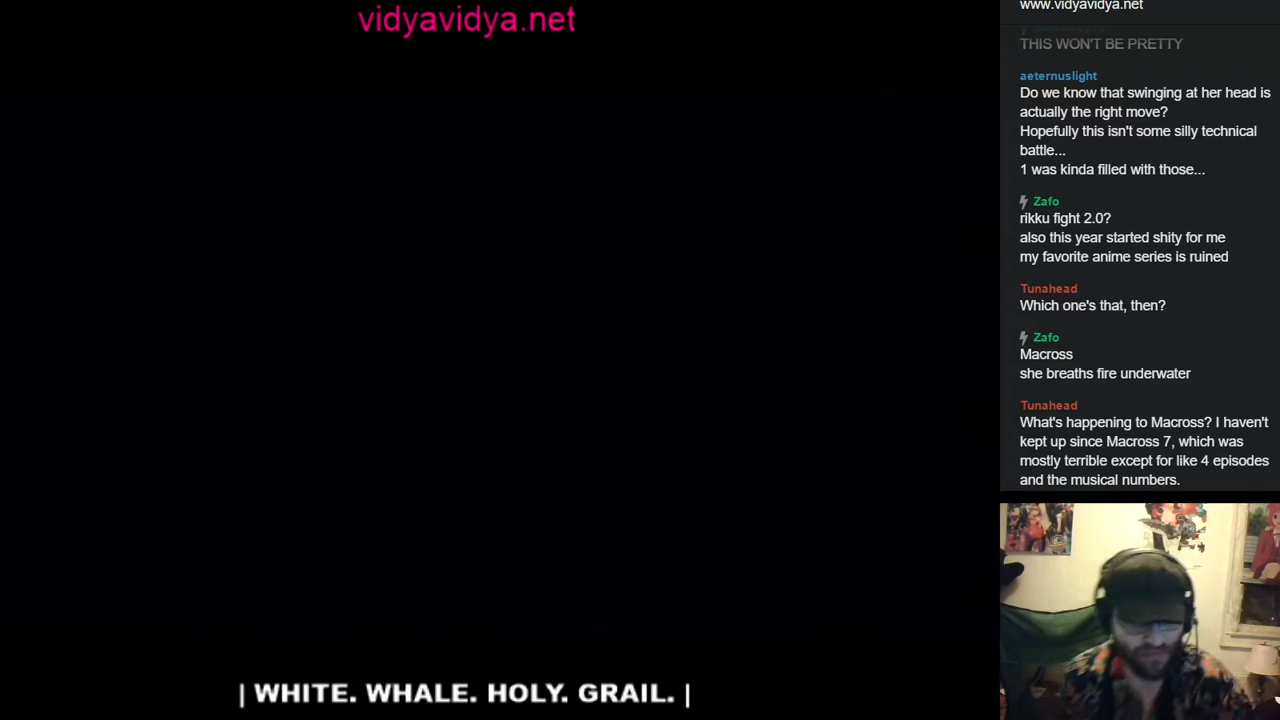 vidyavidya.net
www.vidyavidya.net
THIS WON'T BE PRETTY
aeternuslight
Do we know that swinging at her head is
actually the right move?
Hopefully this isn't some silly technical
battle...
1 was kinda filled with those...
Zafo
rikku fight 2.0?
also this year started shity for me
my favorite anime series is ruined
Tunahead
Which one's that, then?
Zafo
Macross
she breaths fire underwater
Tunahead
What's happening to Macross? I haven't
kept up since Macross 7, which was
mostly terrible except for like 4 episodes
and the musical numbers.
| WHITE. WHALE. HOLY. GRAIL. |